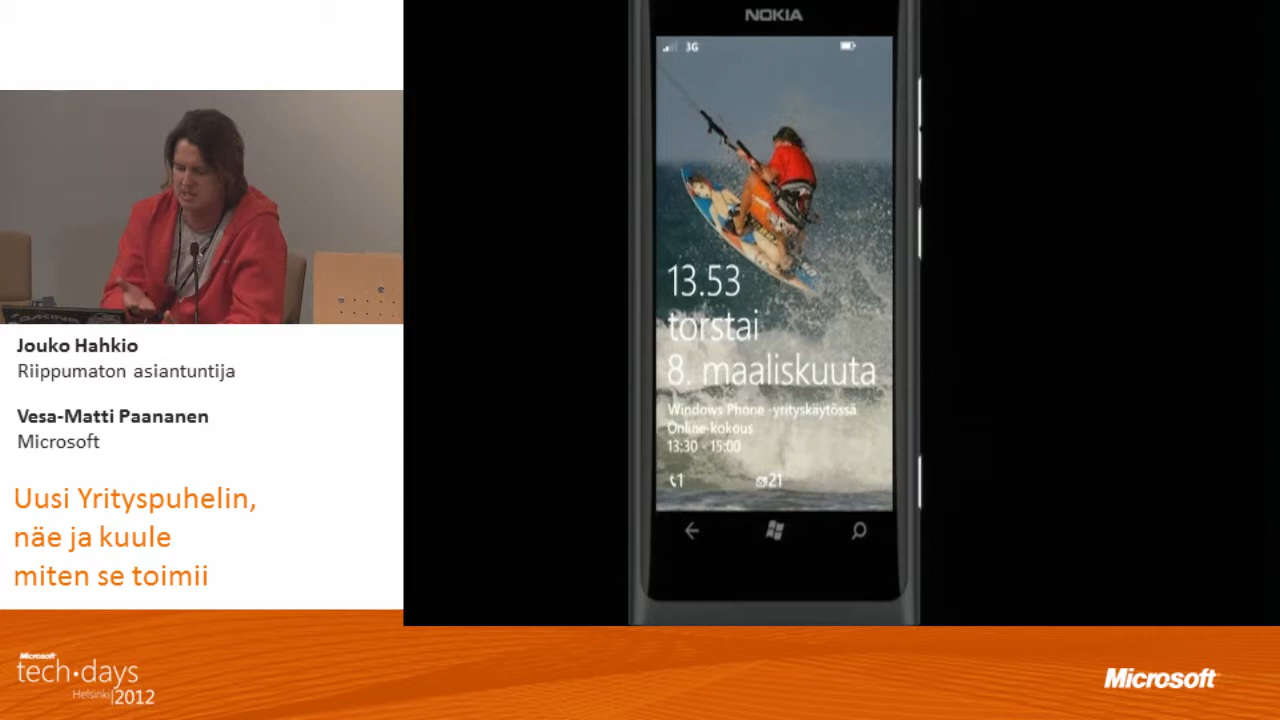 NOKIA
3G
13.53
torstai
8. maaliskuuta
Windows Phone -yrityskäytössä
Online-kokous
13:30 - 15:00
1
21
DAKINE
Jouko Hahkio
Riippumaton asiantuntija
Vesa-Matti Paananen
Microsoft
Uusi Yrityspuhelin,
näe ja kuule
miten se toimii
Microsoft
tech•days
Helsinki|2012
Microsoft